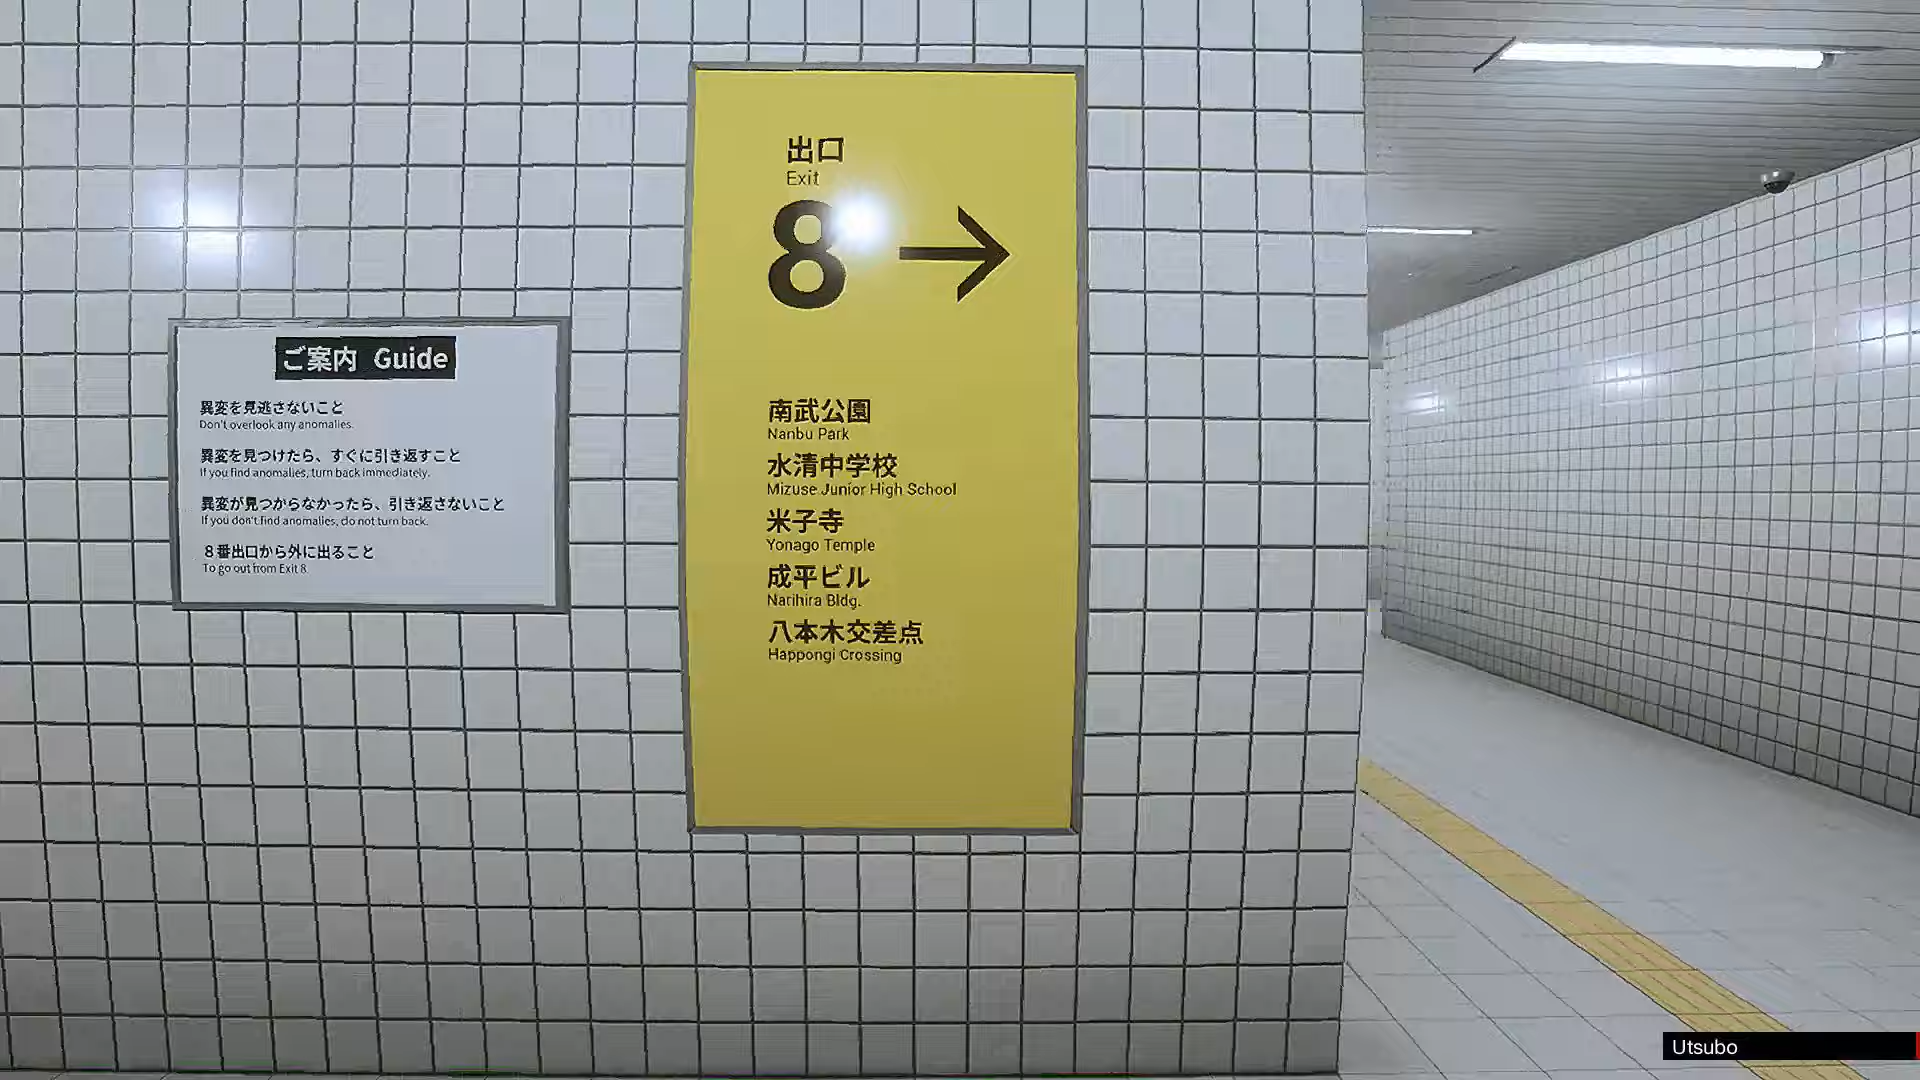 ご案内 Guide
異変を見逃さないこと
Don't overlook any anomalies.
異変を見つけたら、すぐに引き返すこと
If you find anomalies, turn back immediately.
異変が見つからなかったら、引き返さないこと
If you don't find anomalies, do not turn back.
8番出口から外に出ること
To go out from Exit 8.
出口
Exit
8 →
南武公園
Nanbu Park
水清中学校
Mizuse Junior High School
米子寺
Yonago Temple
成平ビル
Narihira Bldg.
八本木交差点
Happongi Crossing
Utsubo